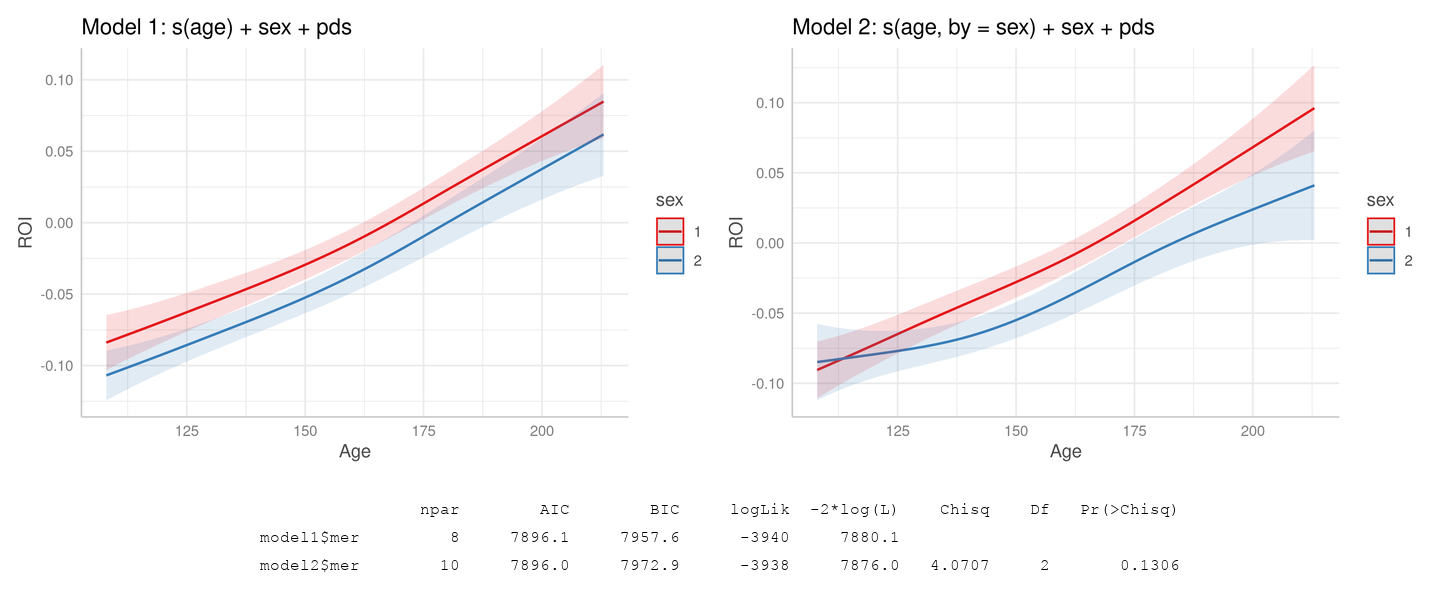 Model 1: s(age) + sex + pds
0.10
0.05
0.00
-0.05
-0.10
ROI
125 150 175 200
Age
sex
1
2
Model 2: s(age, by = sex) + sex + pds
0.10
0.05
0.00
-0.05
-0.10
ROI
125 150 175 200
Age
sex
1
2
npar AIC BIC logLik -2*log(L) Chisq Df Pr(>Chisq)
model1$mer 8 7896.1 7957.6 -3940 7880.1
model2$mer 10 7896.0 7972.9 -3938 7876.0 4.0707 2 0.1306